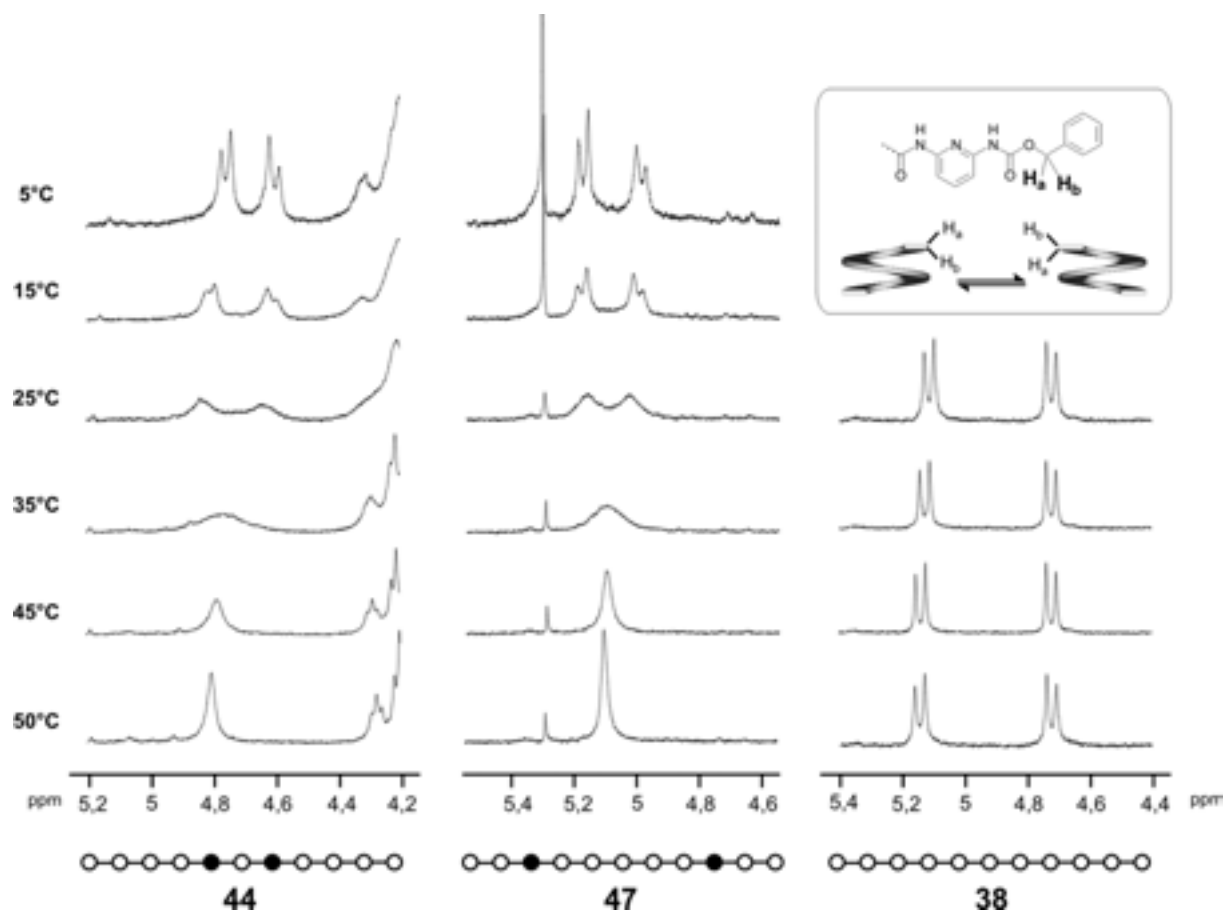 H H
N N N O
O O Ha Hb
Ha Hb
Hb Ha
5°C
15°C
25°C
35°C
45°C
50°C
ppm 5,2 5 4,8 4,6 4,4 4,2
5,4 5,2 5 4,8 4,6
5,4 5,2 5 4,8 4,6 4,4 ppm
44 47 38